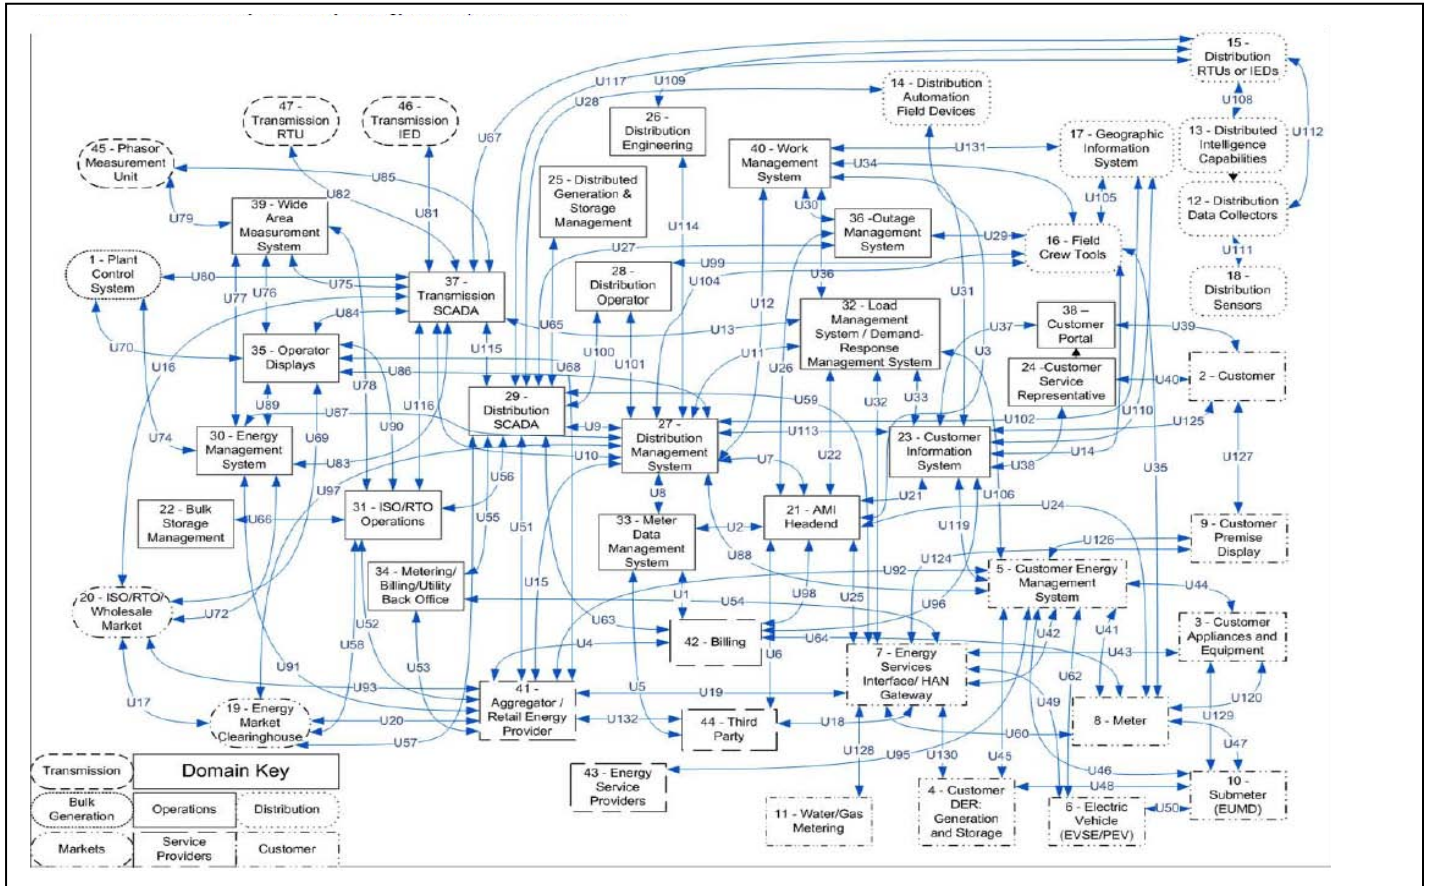 15 -
Distribution
RTUs or IEDs
U117
U109
U28
14 - Distribution
Automation
Field Devices
U108
47 -
Transmission
RTU
46 -
Transmission
IED
26 -
Distribution
Engineering
U67
17 - Geographic
Information
System
13 - Distributed
Intelligence
Capabilities
U112
45 - Phasor
Measurement
Unit
40 - Work
Management
System
U131
U34
U85
U82
U81
25 - Distributed
Generation &
Storage
Management
U105
12 - Distribution
Data Collectors
U79
39 - Wide
Area
Measurement
System
U30
36 -Outage
Management
System
U114
U29
16 - Field
Crew Tools
U111
1 - Plant
Control
System
U27
U99
U80
U77
U76
U75
37 -
Transmission
SCADA
28 -
Distribution
Operator
U104
U36
U12
U31
18 -
Distribution
Sensors
U84
U65
U13
32 - Load
Management
System / Demand-
Response
Management System
U37
38 –
Customer
Portal
U39
U70
U16
35 - Operator
Displays
U115
U100
U101
U11
U26
U3
24 -Customer
Service
Representative
U40
2 - Customer
U86
U68
U78
U89
U87
U116
29 -
Distribution
SCADA
U59
U32
U33
U102
U110
U125
U74
30 - Energy
Management
System
U69
U90
U9
27 -
Distribution
Management
System
U113
23 - Customer
Information
System
U14
U35
U127
U83
U10
U7
U22
U38
U97
U56
U8
U21
U106
22 - Bulk
Storage
Management
U66
31 - ISO/RTO
Operations
U55
U51
33 - Meter
Data
Management
System
U2
21 - AMI
Headend
U119
U24
9 - Customer
Premise
Display
U88
U124
U126
34 - Metering/
Billing/Utility
Back Office
U15
U92
5 - Customer Energy
Management
System
U44
20 - ISO/RTO/
Wholesale
Market
U72
U52
U54
U1
U98
U25
U96
U63
U58
U4
42 - Billing
U64
U42
U41
3 - Customer
Appliances and
Equipment
U6
7 - Energy
Services
Interface/ HAN
Gateway
U43
U91
U53
U62
U93
41 -
Aggregator /
Retail Energy
Provider
U5
U19
U17
U49
U120
19 - Energy
Market
Clearinghouse
U20
U132
44 - Third
Party
U18
8 - Meter
U129
U57
U60
U47
U128
U95
U130
U45
Transmission
Domain Key
43 - Energy
Service
Providers
U46
U48
10 -
Submeter
(EUMD)
Bulk
Generation
Operations
Distribution
11 - Water/Gas
Metering
4 - Customer
DER:
Generation
and Storage
6 - Electric
Vehicle
(EVSE/PEV)
U50
Markets
Service
Providers
Customer